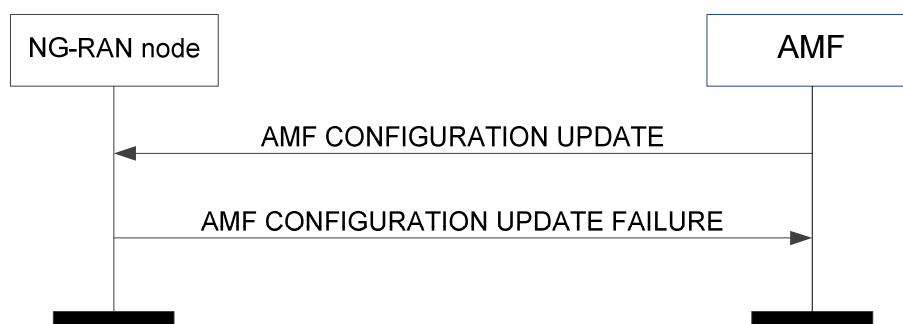 NG-RAN node
AMF
AMF CONFIGURATION UPDATE
AMF CONFIGURATION UPDATE FAILURE